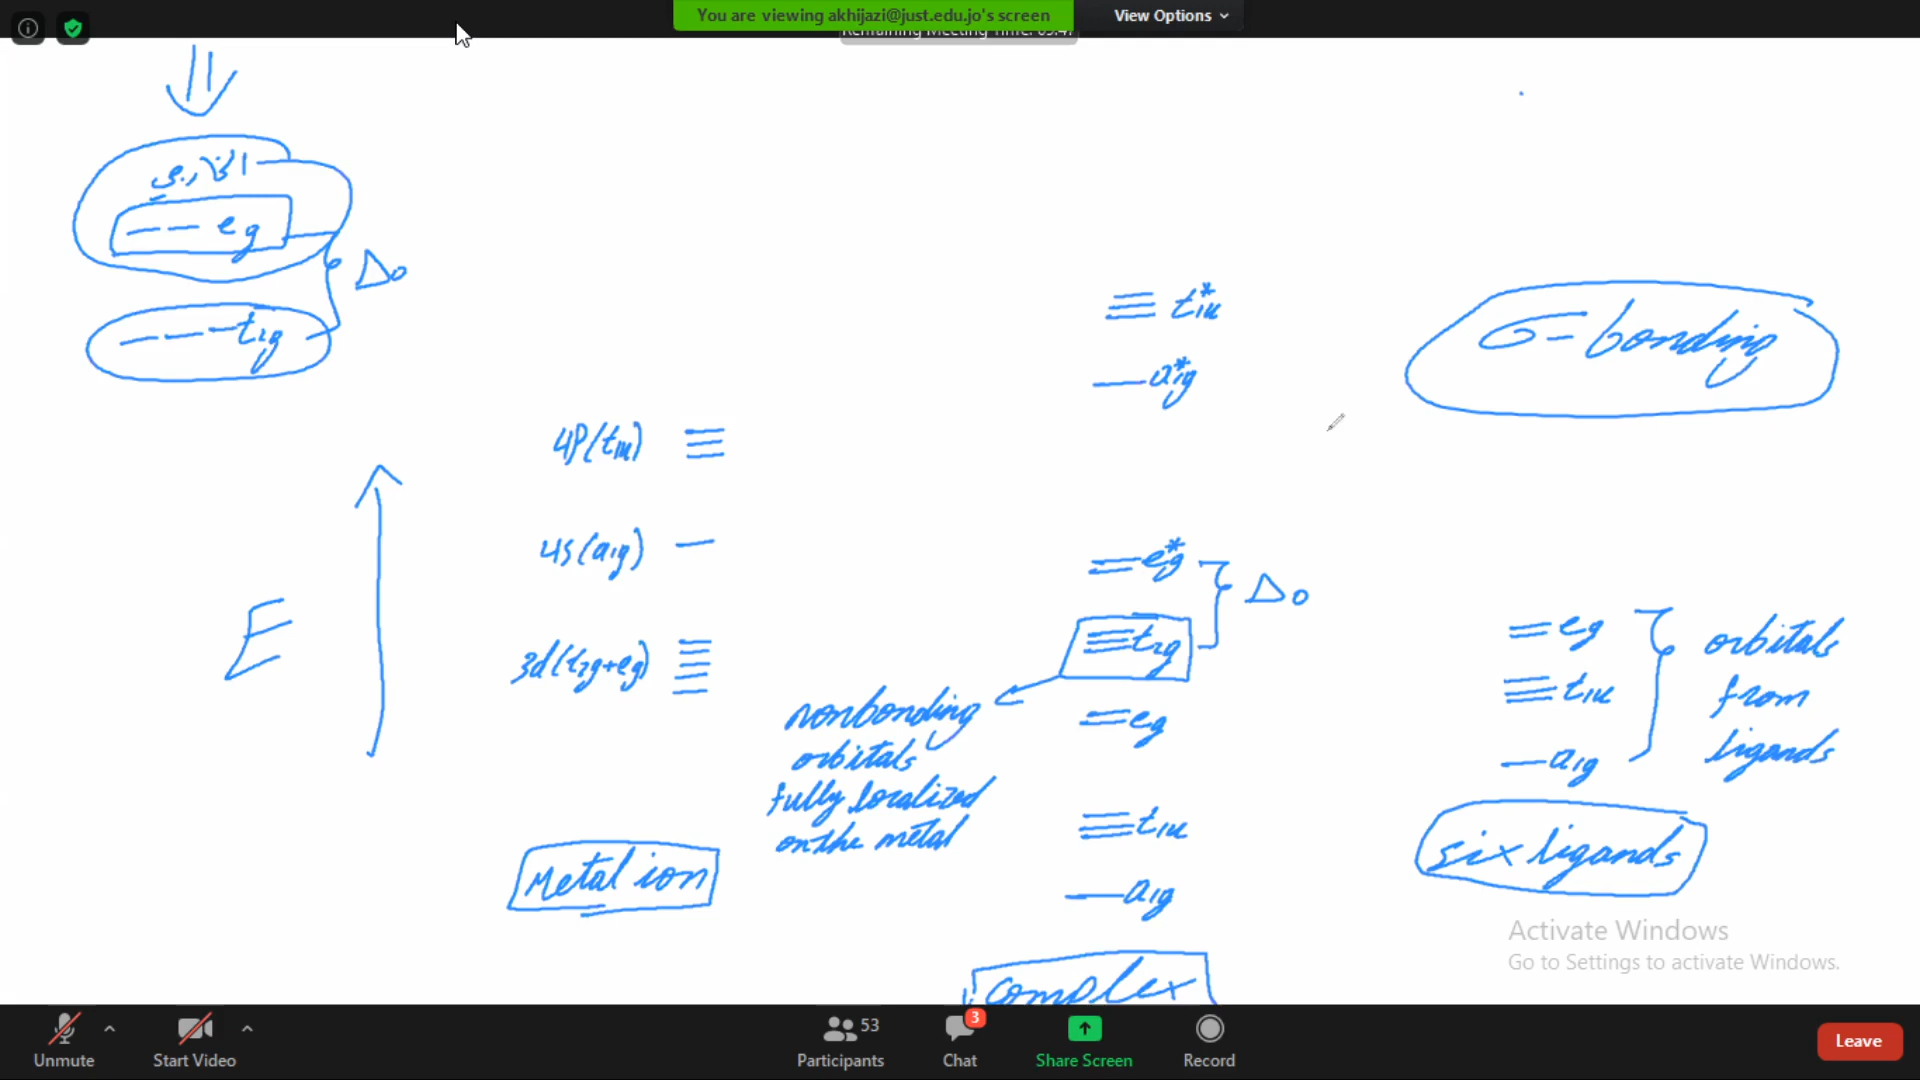 You are viewing akhijazi@just.edu.jo's screen
View Options
eg
t2g
Δo
t1u*
a1g*
σ-bonding
4P(t1u)
4S(a1g)
3d(t2g+eg)
E
eg*
t2g
Δo
eg
t1u
a1g
nonbonding
orbitals
fully localized
on the metal
eg
t1u
a1g
orbitals
from
ligands
six ligands
Metal ion
complex
Activate Windows
Go to Settings to activate Windows.
Unmute
Start Video
53
Participants
3
Chat
Share Screen
Record
Leave